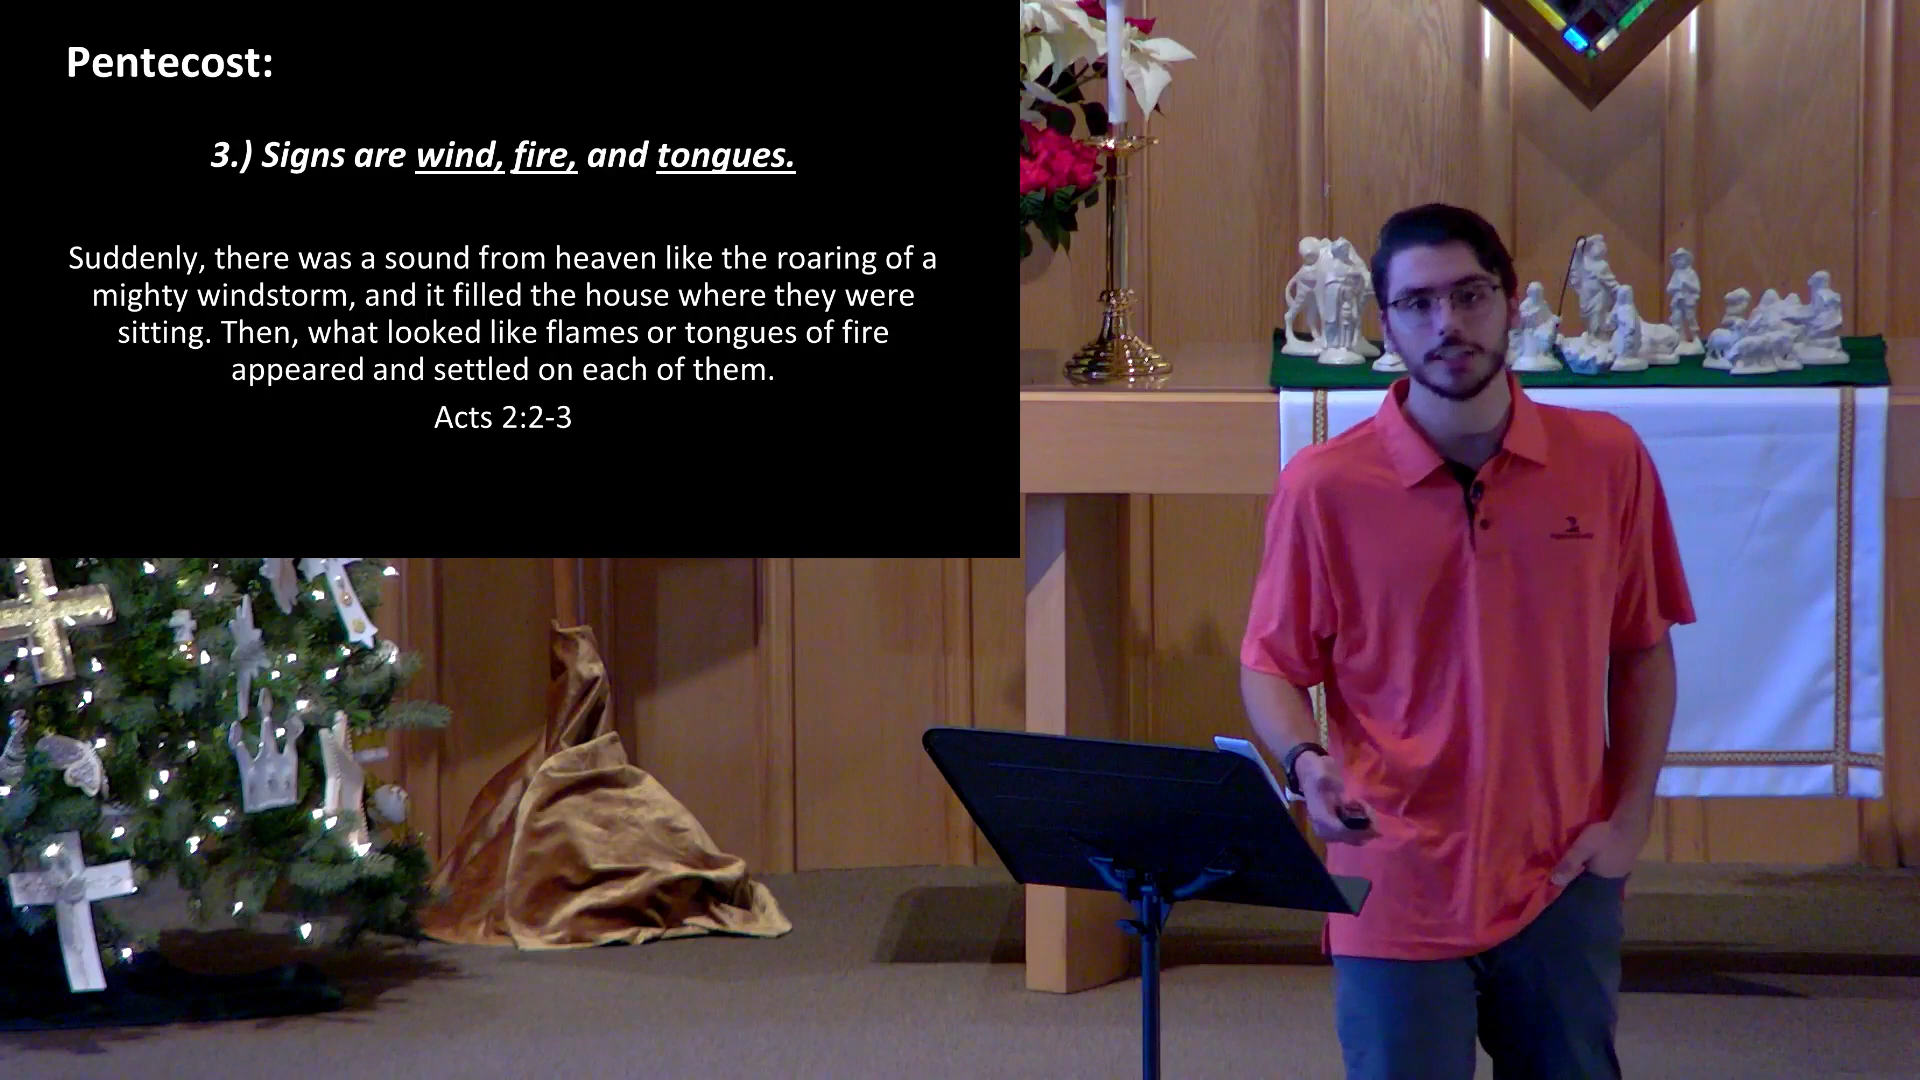 Pentecost:
3.) Signs are wind, fire, and tongues.
Suddenly, there was a sound from heaven like the roaring of a
mighty windstorm, and it filled the house where they were
sitting. Then, what looked like flames or tongues of fire
appeared and settled on each of them.
Acts 2:2-3